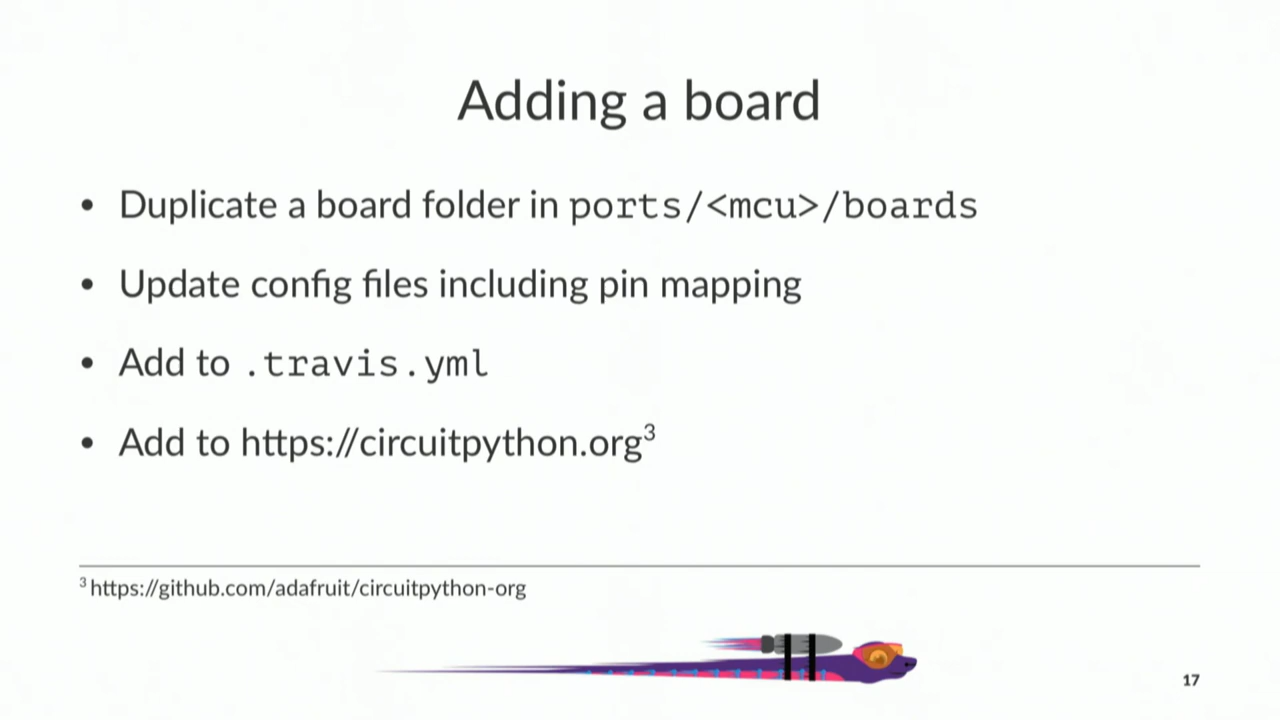 Adding a board
• Duplicate a board folder in ports/<mcu>/boards
• Update config files including pin mapping
• Add to .travis.yml
• Add to https://circuitpython.org³
³ https://github.com/adafruit/circuitpython-org
17